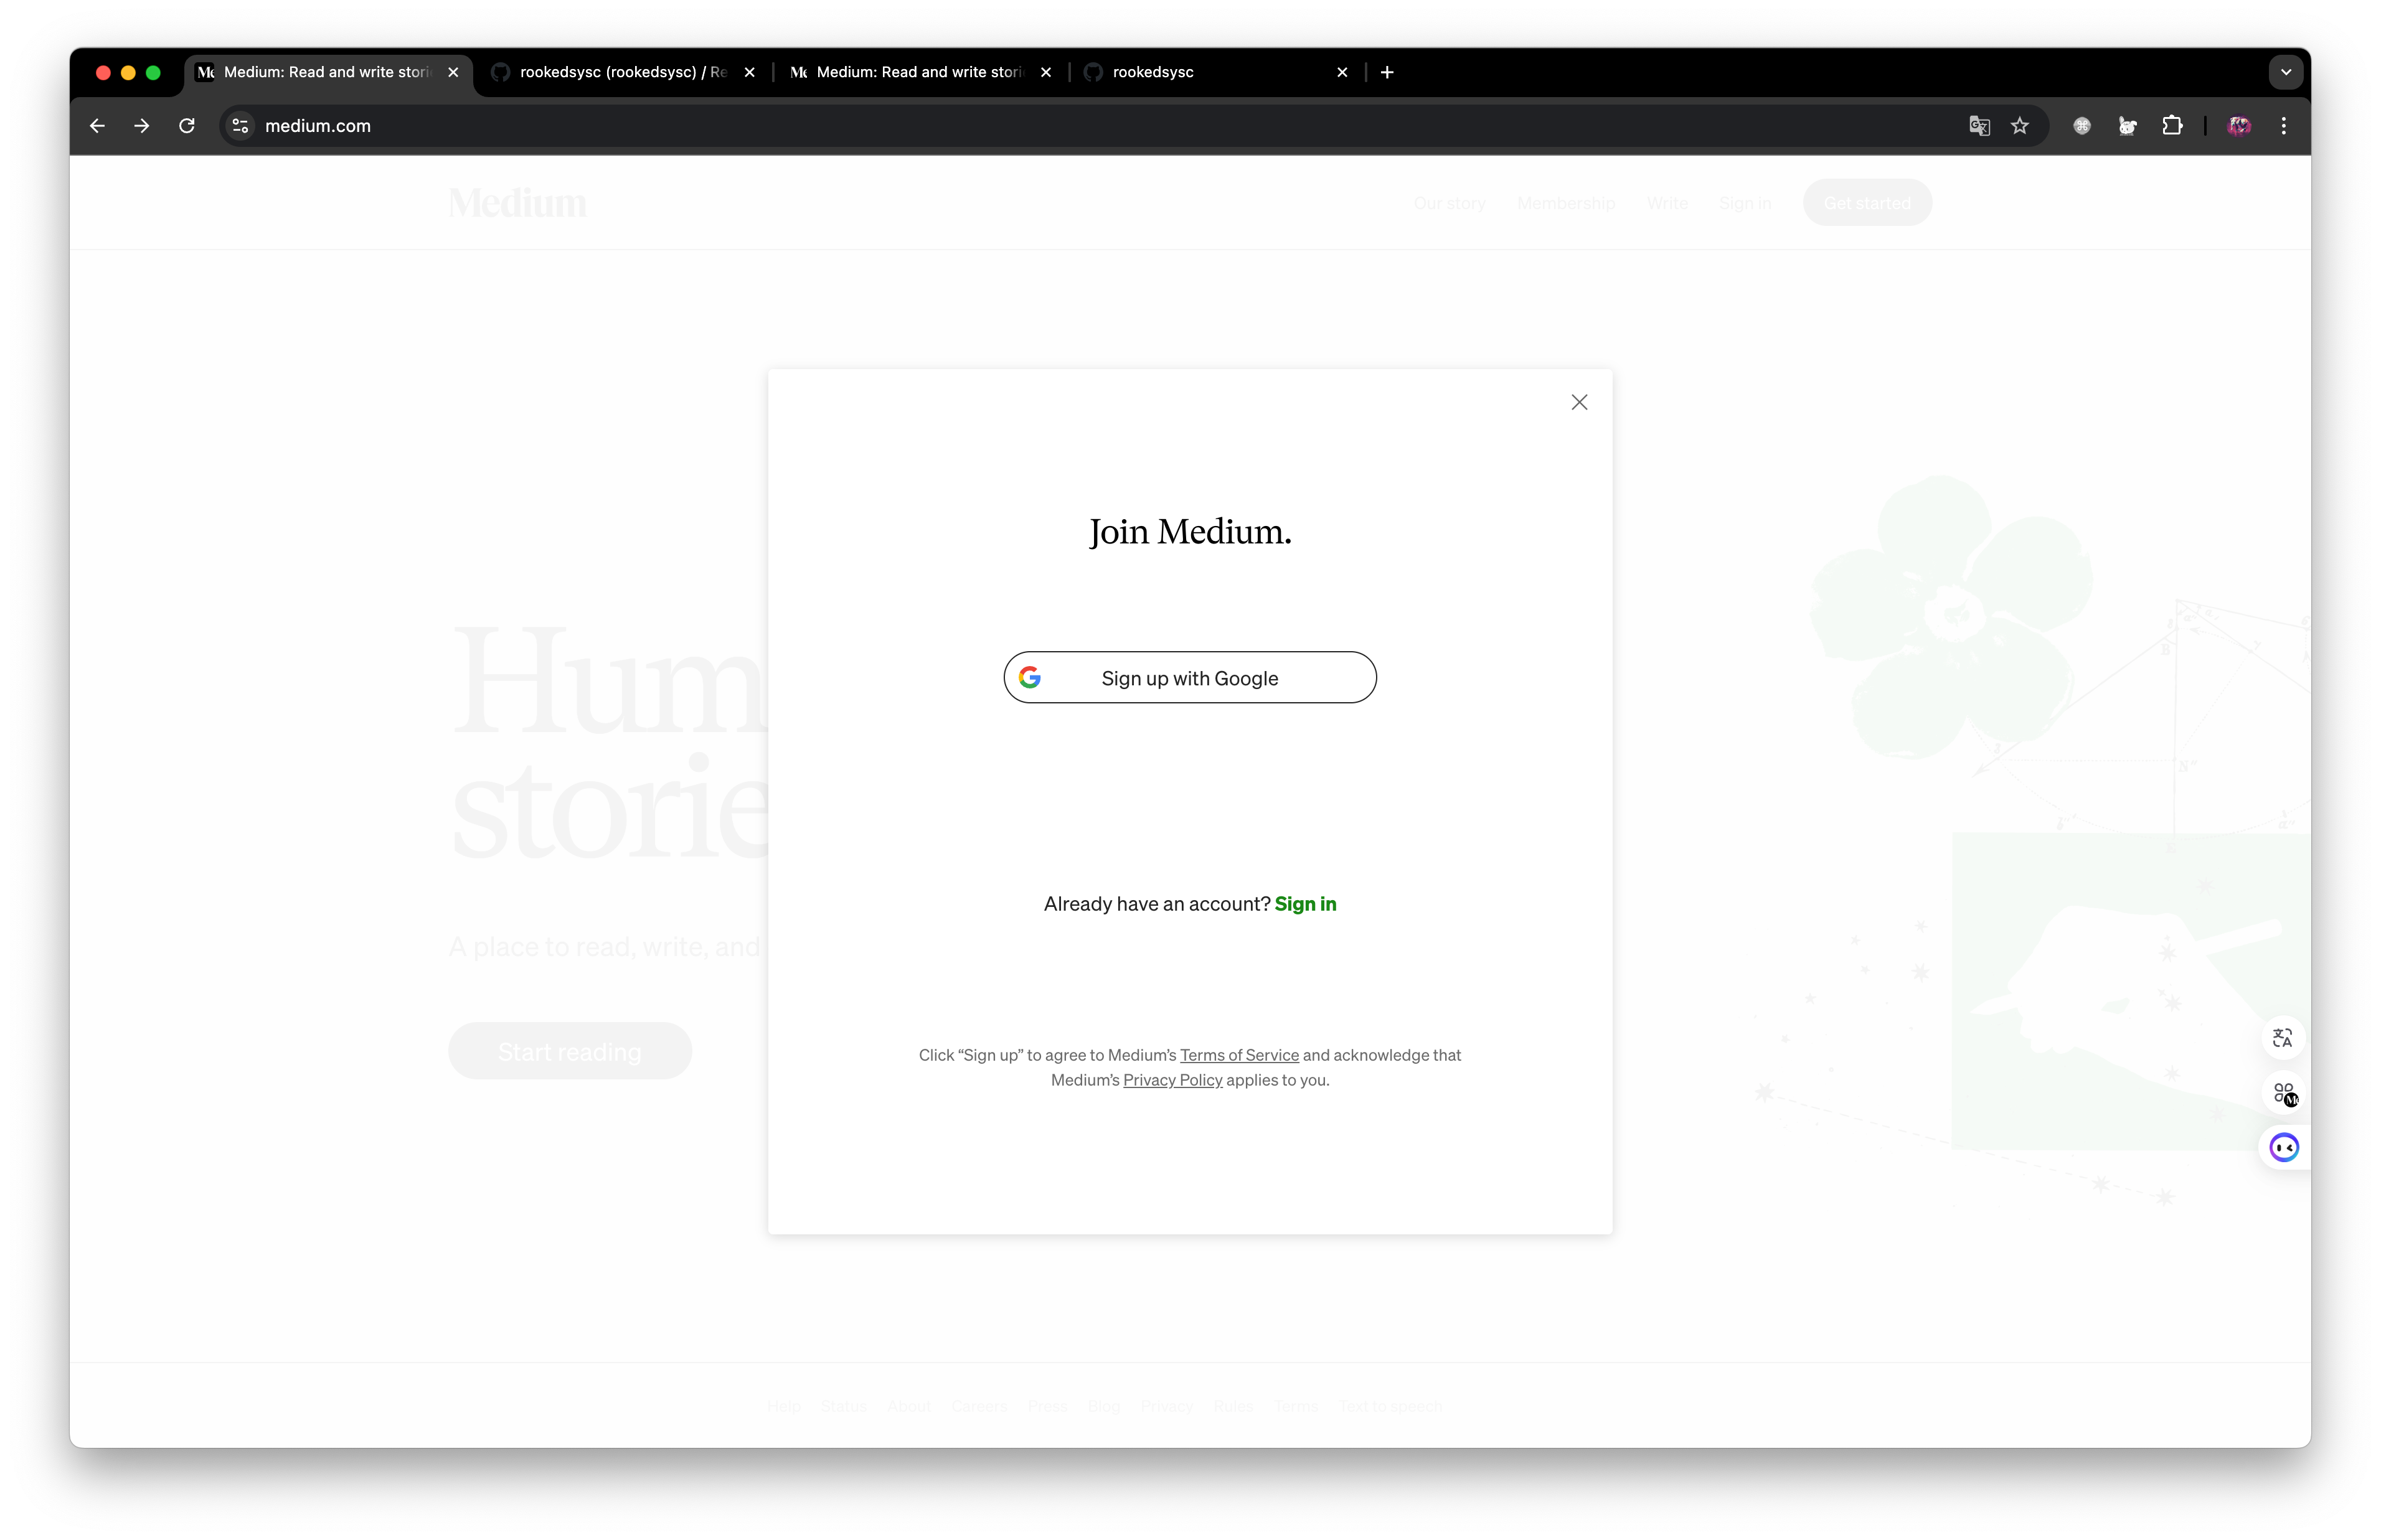 Medium: Read and write stori
rookedsysc (rookedsysc) / Re
Medium: Read and write stori
rookedsysc
medium.com
Medium
Our story
Membership
Write
Sign in
Get started
Join Medium.
Sign up with Google
Hum
storie
Already have an account? Sign in
A place to read, write, and
Start reading
Click “Sign up” to agree to Medium’s Terms of Service and acknowledge that
Medium’s Privacy Policy applies to you.
Help Status About Careers Press Blog Privacy Rules Terms Text to speech